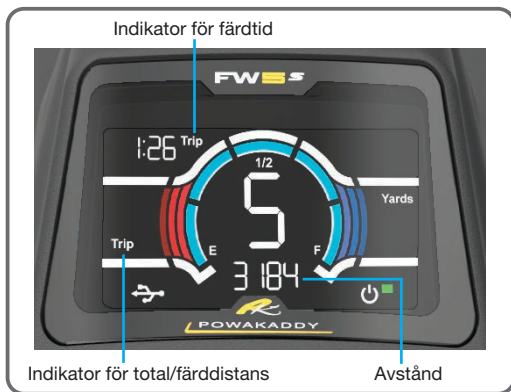 Indikator för färdtid
FW5s
1:26 Trip
1/2
5
Yards
Trip
E
F
3184
POWAKADDY
Indikator för total/färddistans
Avstånd